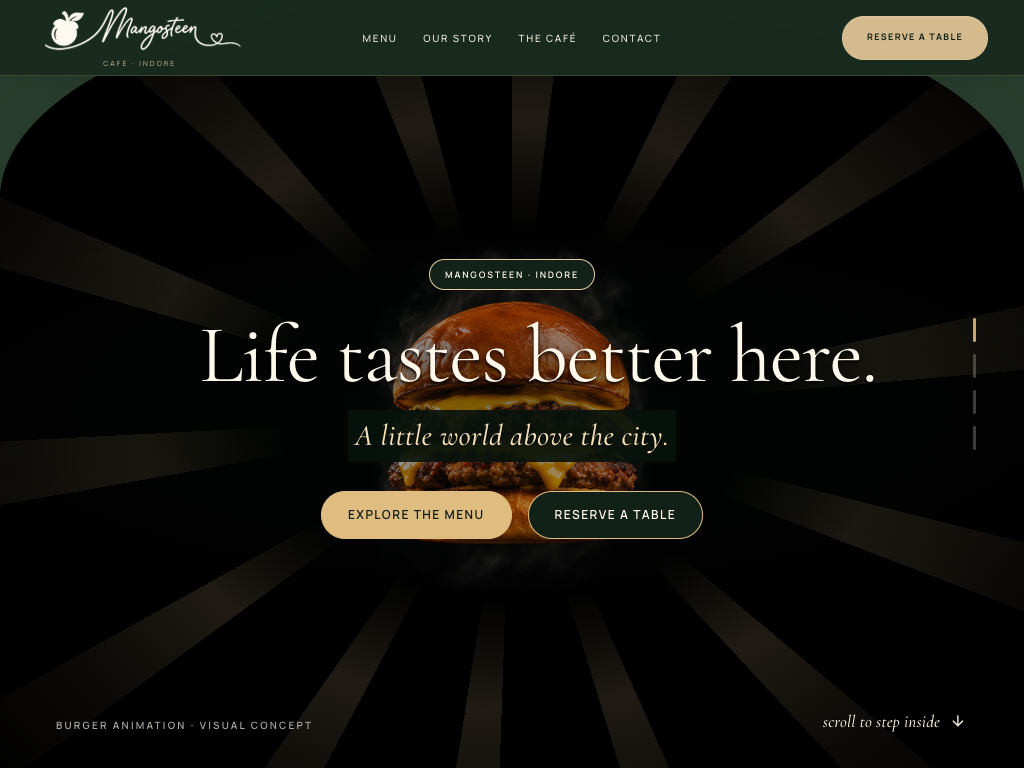 Mangosteen
CAFÉ · INDORE
MENU
OUR STORY
THE CAFÉ
CONTACT
RESERVE A TABLE
MANGOSTEEN · INDORE
Life tastes better here.
A little world above the city.
EXPLORE THE MENU
RESERVE A TABLE
BURGER ANIMATION · VISUAL CONCEPT
scroll to step inside ↓